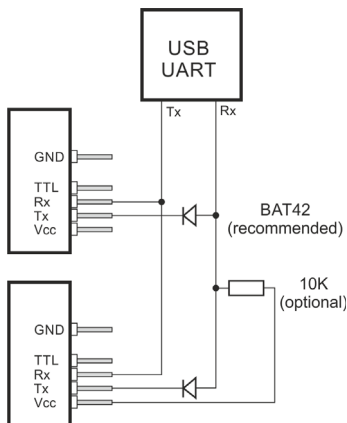 USB
UART
Tx
Rx
GND
TTL
Rx
Tx
Vcc
BAT42
(recommended)
10K
(optional)
GND
TTL
Rx
Tx
Vcc